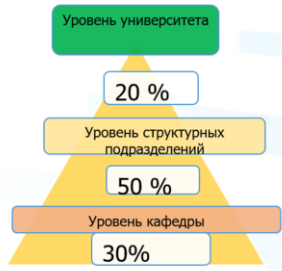 Уровень университета
20 %
Уровень структурных
подразделений
50 %
Уровень кафедры
30%